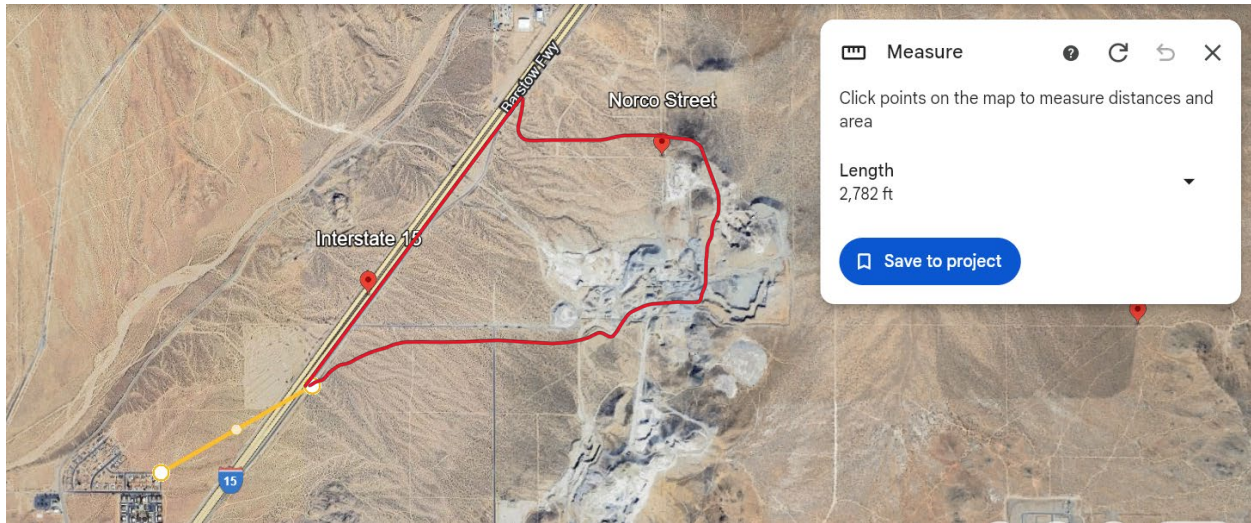 Barstow Fwy
Norco Street
Interstate 15
15
Measure
?
Click points on the map to measure distances and
area
Length
2,782 ft
Save to project